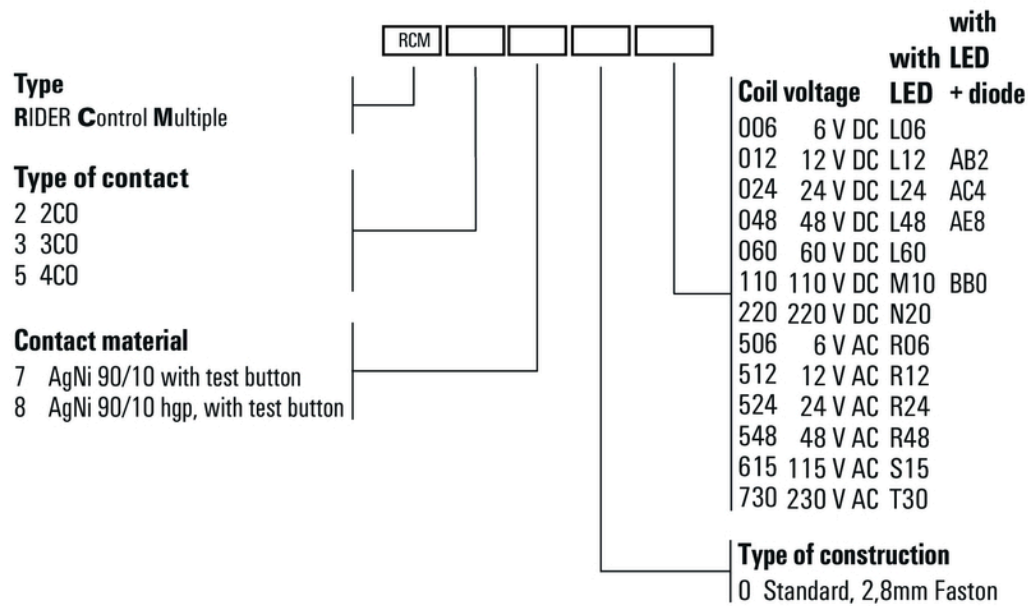 RCM
Type
RIDER Control Multiple
Type of contact
2 2CO
3 3CO
5 4CO
Contact material
7 AgNi 90/10 with test button
8 AgNi 90/10 hgp, with test button
with
with LED
Coil voltage LED + diode
006 6 V DC L06
012 12 V DC L12 AB2
024 24 V DC L24 AC4
048 48 V DC L48 AE8
060 60 V DC L60
110 110 V DC M10 BB0
220 220 V DC N20
506 6 V AC R06
512 12 V AC R12
524 24 V AC R24
548 48 V AC R48
615 115 V AC S15
730 230 V AC T30
Type of construction
0 Standard, 2,8mm Faston